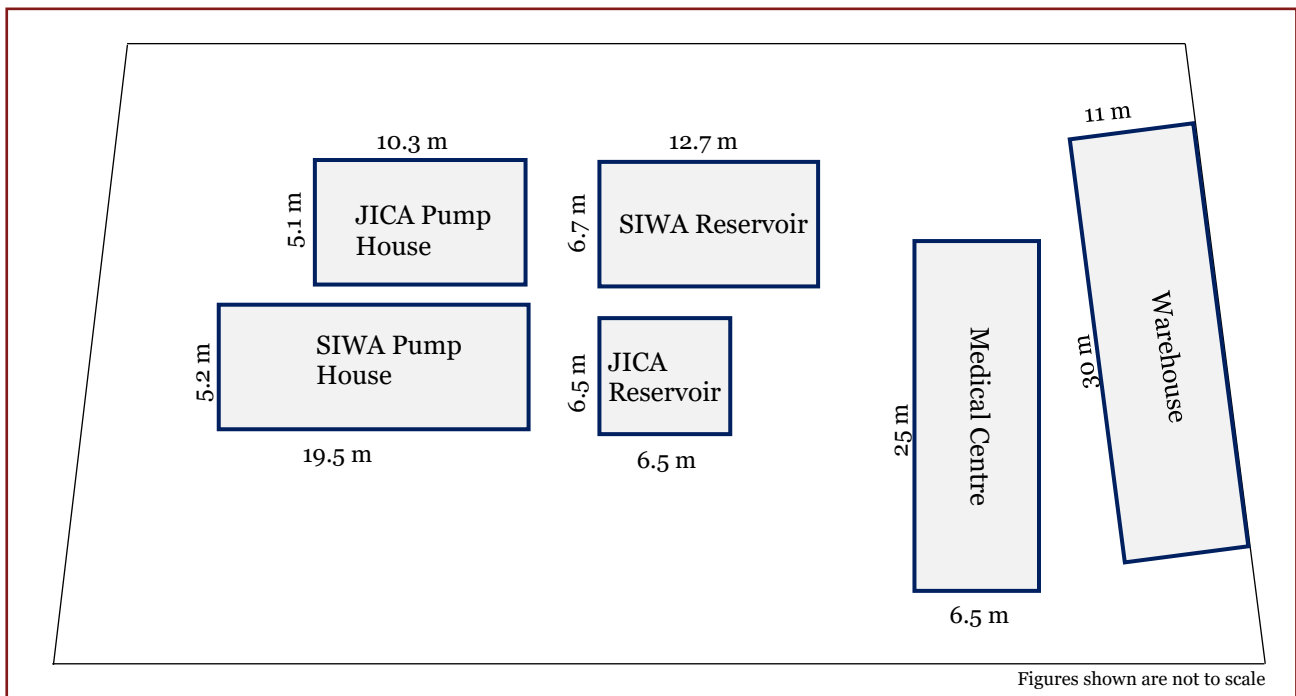 11 m
10.3 m
12.7 m
5.1 m
JICA Pump
House
6.7 m
SIWA Reservoir
5.2 m
SIWA Pump
House
6.5 m
JICA
Reservoir
25 m
Medical Centre
30 m
Warehouse
19.5 m
6.5 m
6.5 m
Figures shown are not to scale